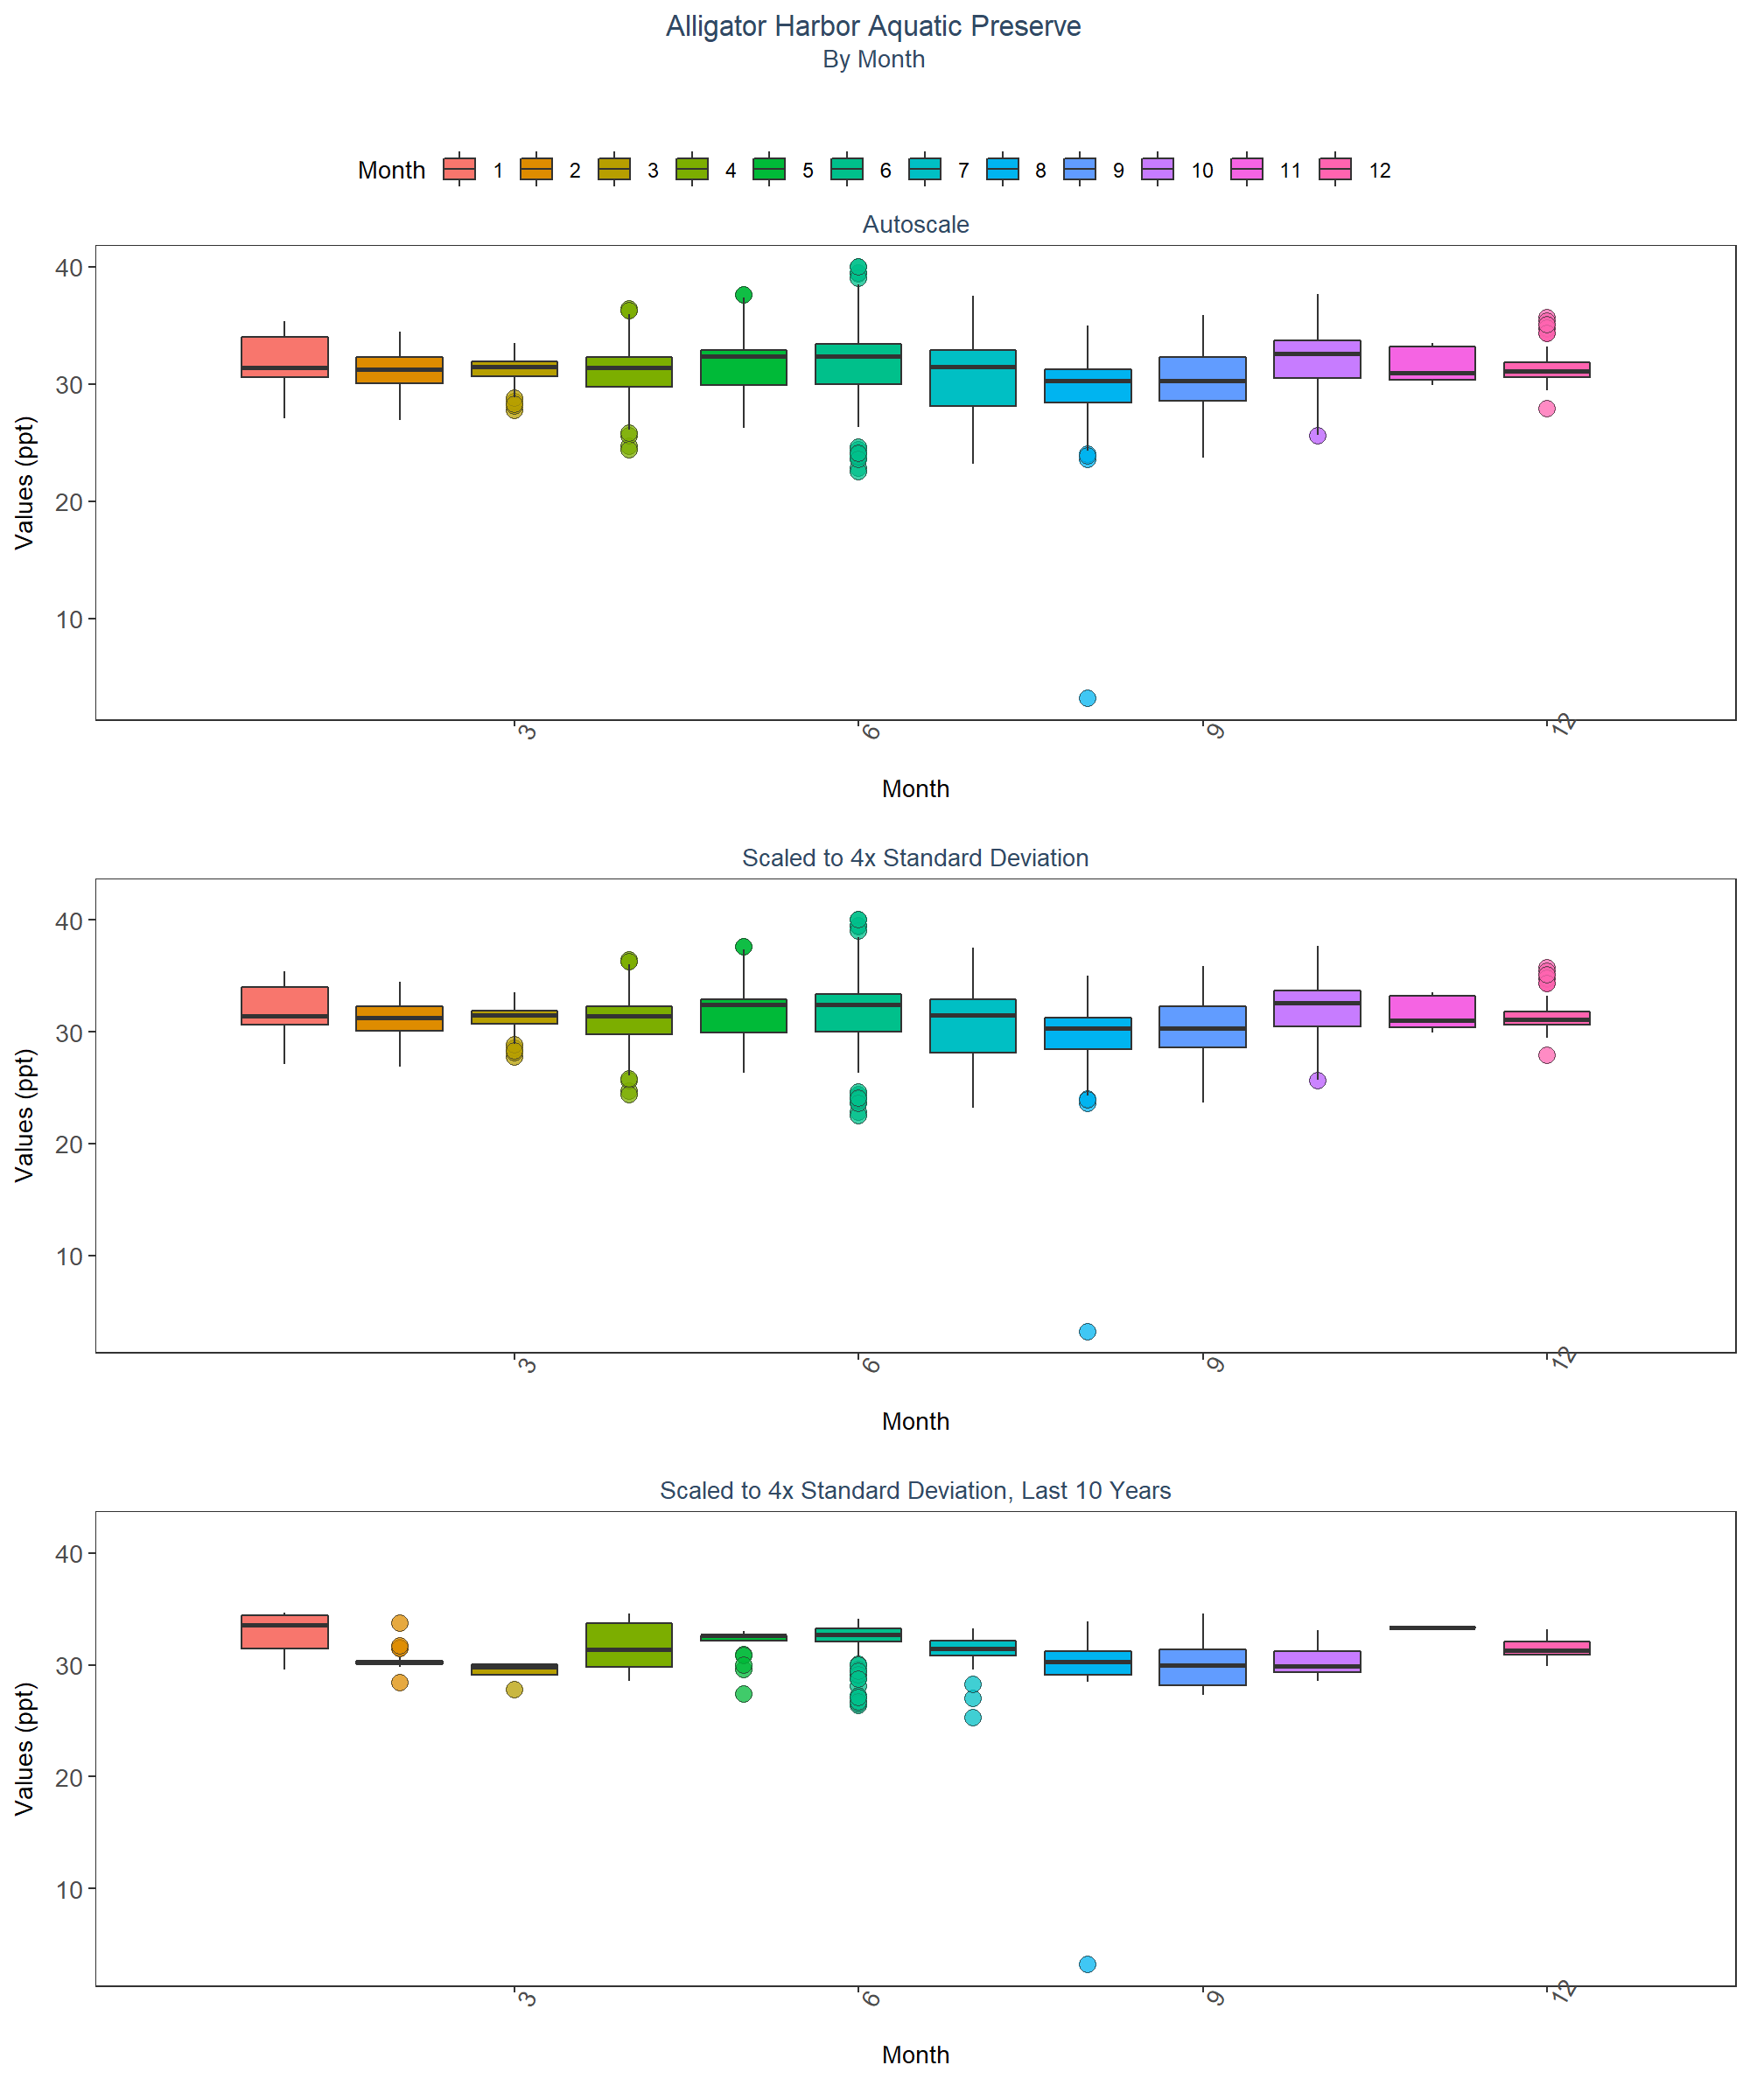 Alligator Harbor Aquatic Preserve
By Month
Month 1 2 3 4 5 6 7 8 9 10 11 12
Autoscale
Values (ppt)
40
30
20
10
3 6 9 12
Month
Scaled to 4x Standard Deviation
Values (ppt)
40
30
20
10
3 6 9 12
Month
Scaled to 4x Standard Deviation, Last 10 Years
Values (ppt)
40
30
20
10
3 6 9 12
Month